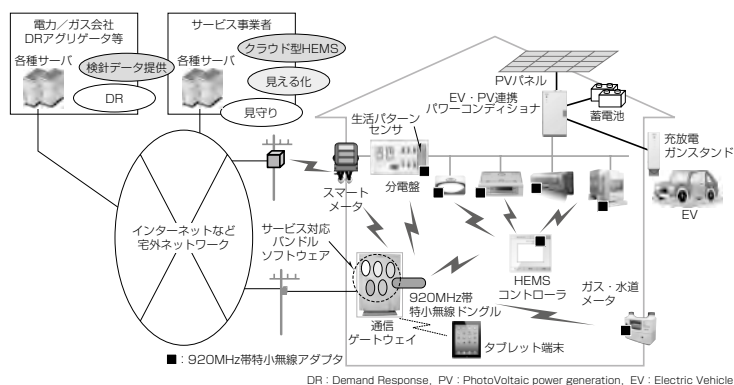 電力／ガス会社
DRアグリゲータ等
各種サーバ
検針データ提供
DR
サービス事業者
クラウド型HEMS
各種サーバ
見える化
見守り
PVパネル
EV・PV連携
パワーコンディショナ
蓄電池
生活パターン
センサ
充放電
ガンスタンド
分電盤
スマート
メータ
EV
インターネットなど
宅外ネットワーク
サービス対応
バンドル
ソフトウェア
HEMS
コントローラ
920MHz帯
特小無線ドングル
ガス・水道
メータ
通信
ゲートウェイ
タブレット端末
■：920MHz帯特小無線アダプタ
DR：Demand Response，PV：PhotoVoltaic power generation，EV：Electric Vehicle